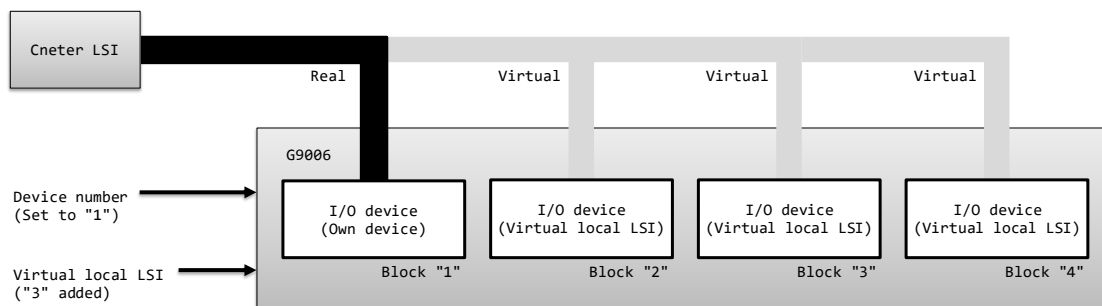 Cneter LSI
Real
Virtual
Virtual
Virtual
G9006
Device number
(Set to "1")
I/O device
(Own device)
I/O device
(Virtual local LSI)
I/O device
(Virtual local LSI)
I/O device
(Virtual local LSI)
Block "1"
Block "2"
Block "3"
Block "4"
Virtual local LSI
("3" added)